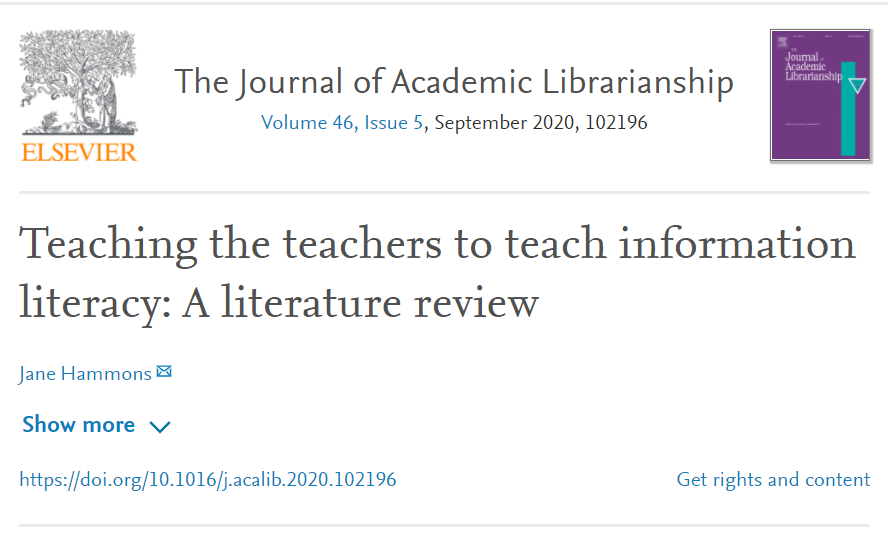 The Journal of Academic Librarianship
Volume 46, Issue 5, September 2020, 102196
ELSEVIER
Journal of
Academic
Librarianship
Teaching the teachers to teach information
literacy: A literature review
Jane Hammons
Show more
https://doi.org/10.1016/j.acalib.2020.102196
Get rights and content